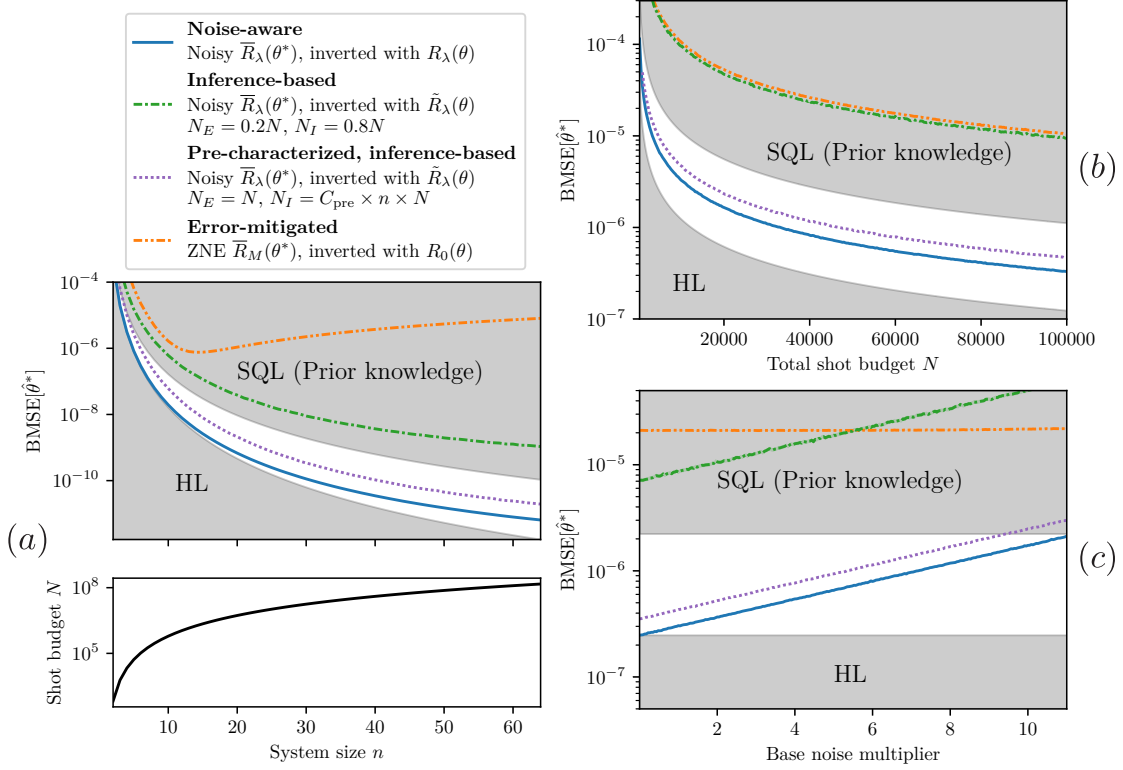 Noise-aware
Noisy R̅_λ(θ*), inverted with R_λ(θ)
Inference-based
Noisy R̅_λ(θ*), inverted with R̃_λ(θ)
N_E = 0.2N, N_I = 0.8N
Pre-characterized, inference-based
Noisy R̅_λ(θ*), inverted with R̃_λ(θ)
N_E = N, N_I = C_pre × n × N
Error-mitigated
ZNE R̅_M(θ*), inverted with R_0(θ)
(a)
BMSE[θ̂*]
10⁻⁴
10⁻⁶
10⁻⁸
10⁻¹⁰
SQL (Prior knowledge)
HL
Shot budget N
10⁸
10⁵
10 20 30 40 50 60
System size n
(b)
BMSE[θ̂*]
10⁻⁴
10⁻⁵
10⁻⁶
10⁻⁷
SQL (Prior knowledge)
HL
20000 40000 60000 80000 100000
Total shot budget N
(c)
BMSE[θ̂*]
10⁻⁵
10⁻⁶
10⁻⁷
SQL (Prior knowledge)
HL
2 4 6 8 10
Base noise multiplier